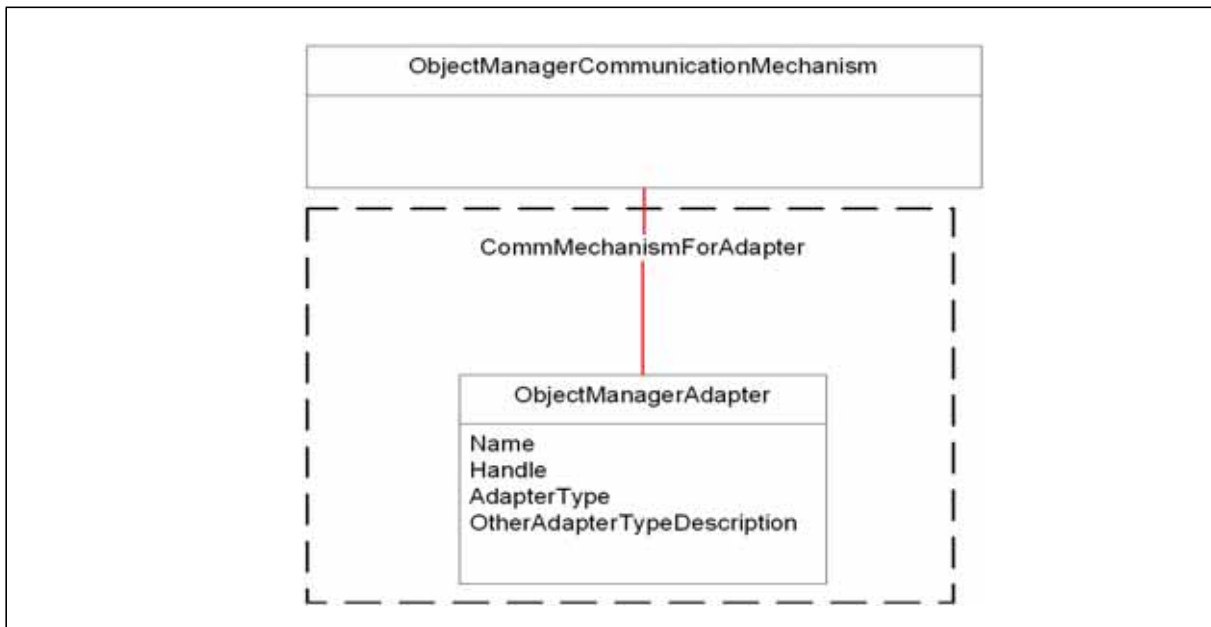 ObjectManagerCommunicationMechanism
CommMechanismForAdapter
ObjectManagerAdapter
Name
Handle
AdapterType
OtherAdapterTypeDescription